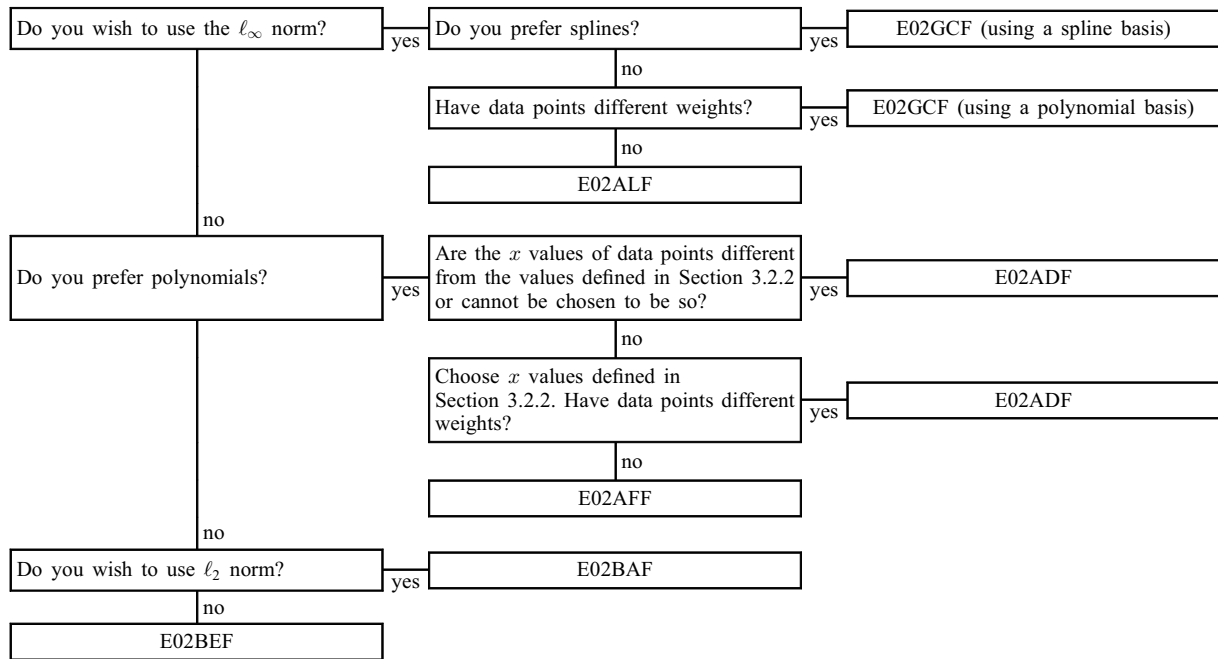 Do you wish to use the ℓ∞ norm?
yes
Do you prefer splines?
yes
E02GCF (using a spline basis)
no
Have data points different weights?
yes
E02GCF (using a polynomial basis)
no
E02ALF
no
Do you prefer polynomials?
yes
Are the x values of data points different
from the values defined in Section 3.2.2
or cannot be chosen to be so?
yes
E02ADF
no
Choose x values defined in
Section 3.2.2. Have data points different
weights?
yes
E02ADF
no
E02AFF
no
Do you wish to use ℓ2 norm?
yes
E02BAF
no
E02BEF